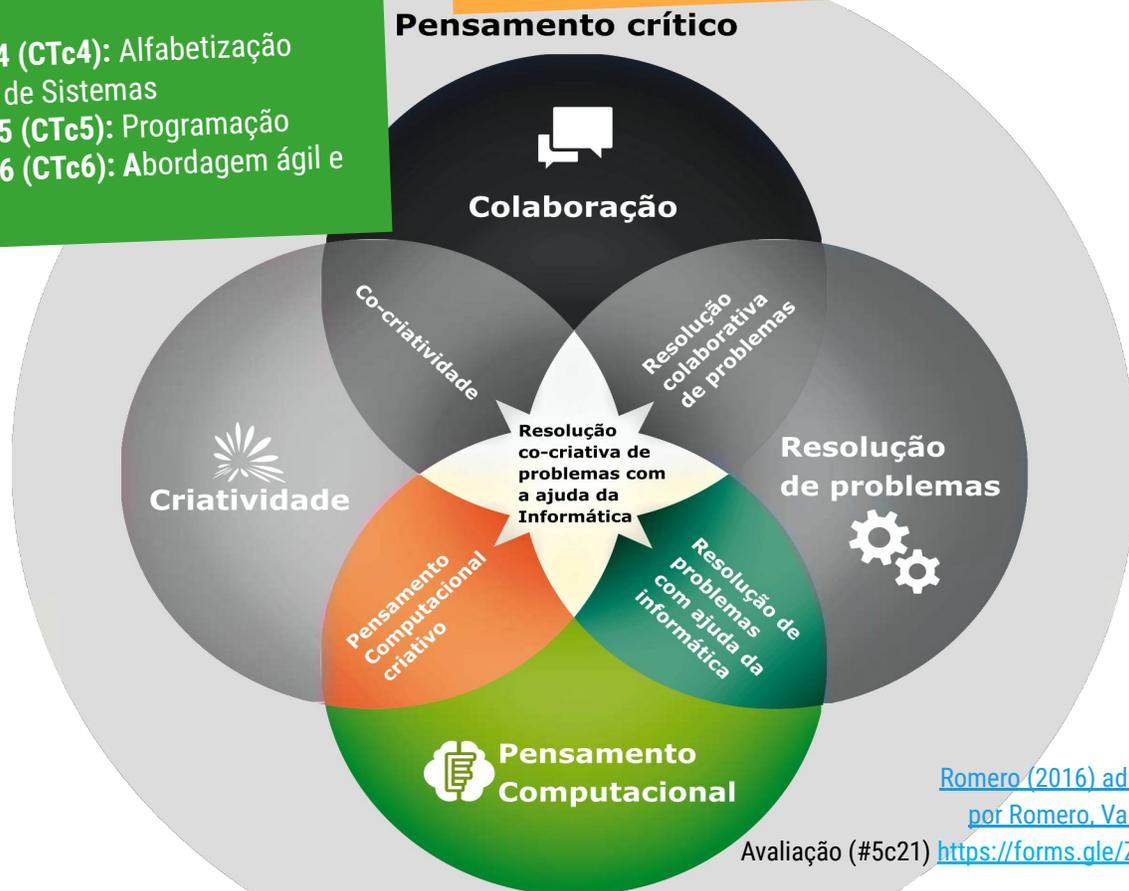 Pensamento crítico
4 (CTc4): Alfabetização
de Sistemas
5 (CTc5): Programação
6 (CTc6): Abordagem ágil e
Colaboração
Co-criatividade
Resolução
colaborativa
de problemas
Criatividade
Resolução
co-criativa de
problemas com
a ajuda da
Informática
Resolução
de problemas
Pensamento
Computacional
criativo
Resolução de
problemas
com ajuda da
informática
Pensamento
Computacional
Romero (2016) ad
por Romero, Va
Avaliação (#5c21) https://forms.gle/Z